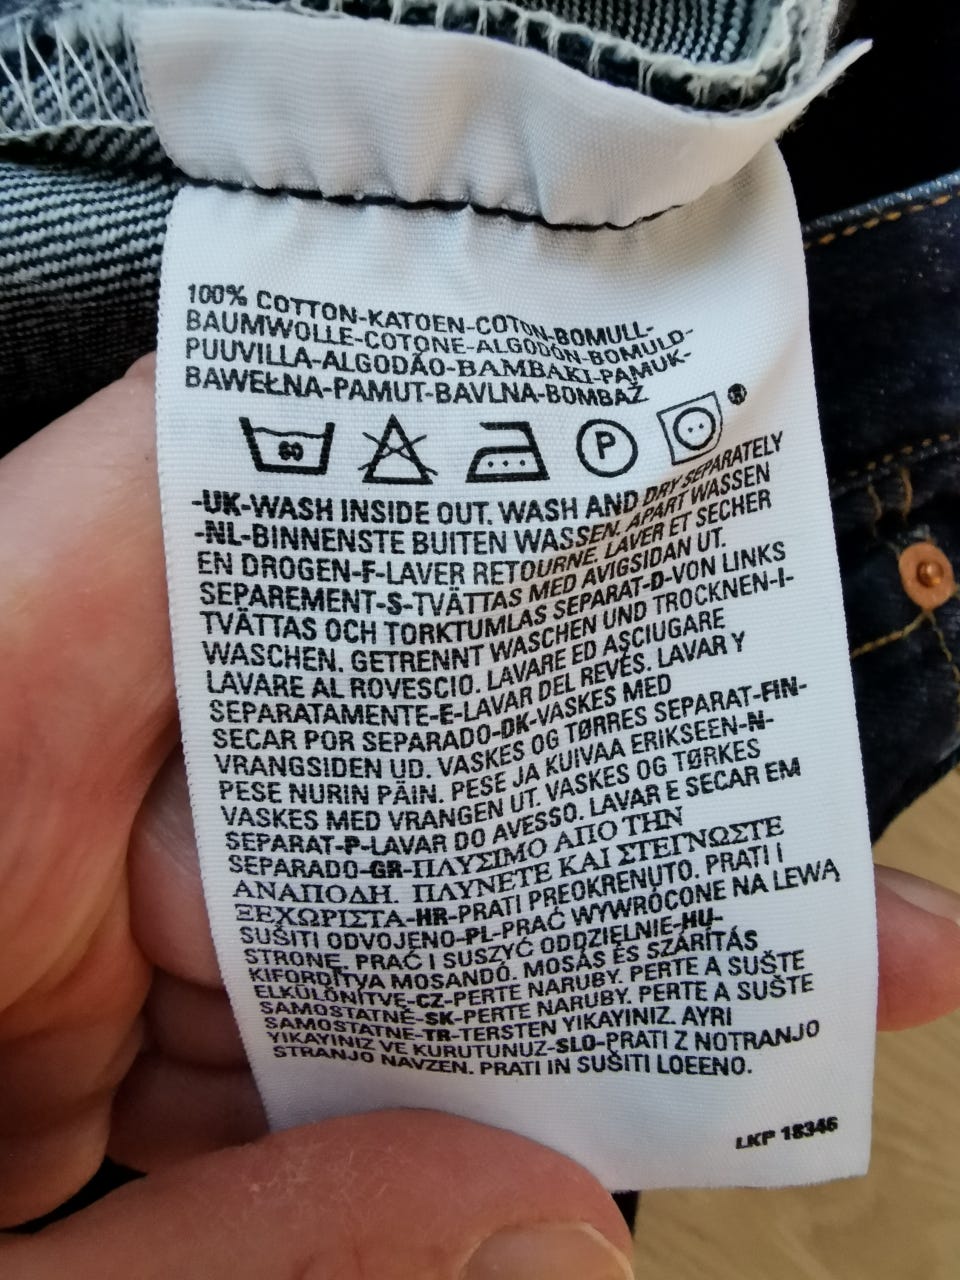 100% COTTON-KATOEN-COTON-BOMULL-
BAUMWOLLE-COTONE-ALGODÓN-BOMULD-
PUUVILLA-ALGODÃO-BAMBAKI-PAMUK-
BAWEŁNA-PAMUT-BAVLNA-BOMBAŽ
60 P ®
-UK-WASH INSIDE OUT. WASH AND DRY SEPARATELY
-NL-BINNENSTE BUITEN WASSEN. APART WASSEN
EN DROGEN-F-LAVER RETOURNE. LAVER ET SECHER
SEPAREMENT-S-TVÄTTAS MED AVIGSIDAN UT.
TVÄTTAS OCH TORKTUMLAS SEPARAT-D-VON LINKS
WASCHEN. GETRENNT WASCHEN UND TROCKNEN-I-
LAVARE AL ROVESCIO. LAVARE ED ASCIUGARE
SEPARATAMENTE-E-LAVAR DEL REVÉS. LAVAR Y
SECAR POR SEPARADO-DK-VASKES MED
VRANGSIDEN UD. VASKES OG TØRRES SEPARAT-FIN-
PESE NURIN PÄIN. PESE JA KUIVAA ERIKSEEN-N-
VASKES MED VRANGEN UT. VASKES OG TØRKES
SEPARAT-P-LAVAR DO AVESSO. LAVAR E SECAR EM
SEPARADO-GR-ΠΛΥΣΙΜΟ ΑΠΟ ΤΗΝ
ΑΝΑΠΟΔΗ. ΠΛΥΝΕΤΕ ΚΑΙ ΣΤΕΓΝΩΣΤΕ
ΞΕΧΩΡΙΣΤΑ-HR-PRATI PREOKRENUTO. PRATI I
SUŠITI ODVOJENO-PL-PRAĆ WYWRÓCONE NA LEWĄ
STRONĘ. PRAĆ I SUSZYĆ ODDZIELNIE-HU-
KIFORDÍTVA MOSANDÓ. MOSÁS ÉS SZÁRÍTÁS
ELKÜLÖNÍTVE-CZ-PERTE NARUBY. PERTE A SUŠTE
SAMOSTATNĚ-SK-PERTE NARUBY. PERTE A SUŠTE
SAMOSTATNE-TR-TERSTEN YIKAYINIZ. AYRI
YIKAYINIZ VE KURUTUNUZ-SLO-PRATI Z NOTRANJO
STRANJO NAVZEN. PRATI IN SUŠITI LOEENO.
LKP 18346